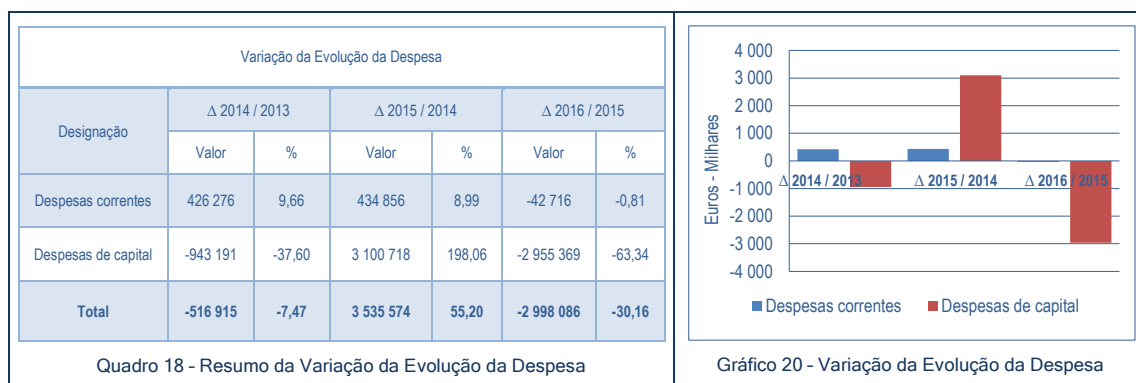 Variação da Evolução da Despesa
Designação
Δ 2014 / 2013
Δ 2015 / 2014
Δ 2016 / 2015
Valor % Valor % Valor %
Despesas correntes 426 276 9,66 434 856 8,99 -42 716 -0,81
Despesas de capital -943 191 -37,60 3 100 718 198,06 -2 955 369 -63,34
Total -516 915 -7,47 3 535 574 55,20 -2 998 086 -30,16
Quadro 18 - Resumo da Variação da Evolução da Despesa
Euros - Milhares
4 000
3 000
2 000
1 000
0
-1 000
-2 000
-3 000
-4 000
Δ 2014 / 2013 Δ 2015 / 2014 Δ 2016 / 2015
Despesas correntes Despesas de capital
Gráfico 20 - Variação da Evolução da Despesa